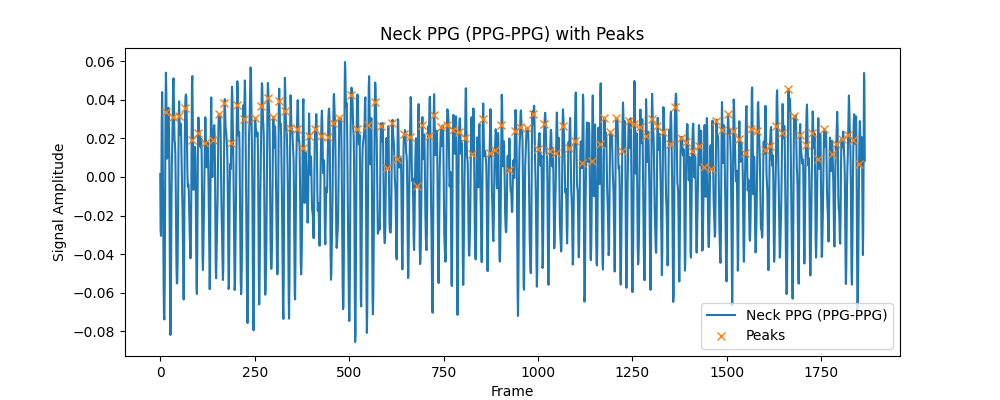 Neck PPG (PPG-PPG) with Peaks
0.06
0.04
0.02
0.00
−0.02
−0.04
−0.06
−0.08
Signal Amplitude
Neck PPG (PPG-PPG)
Peaks
0 250 500 750 1000 1250 1500 1750
Frame